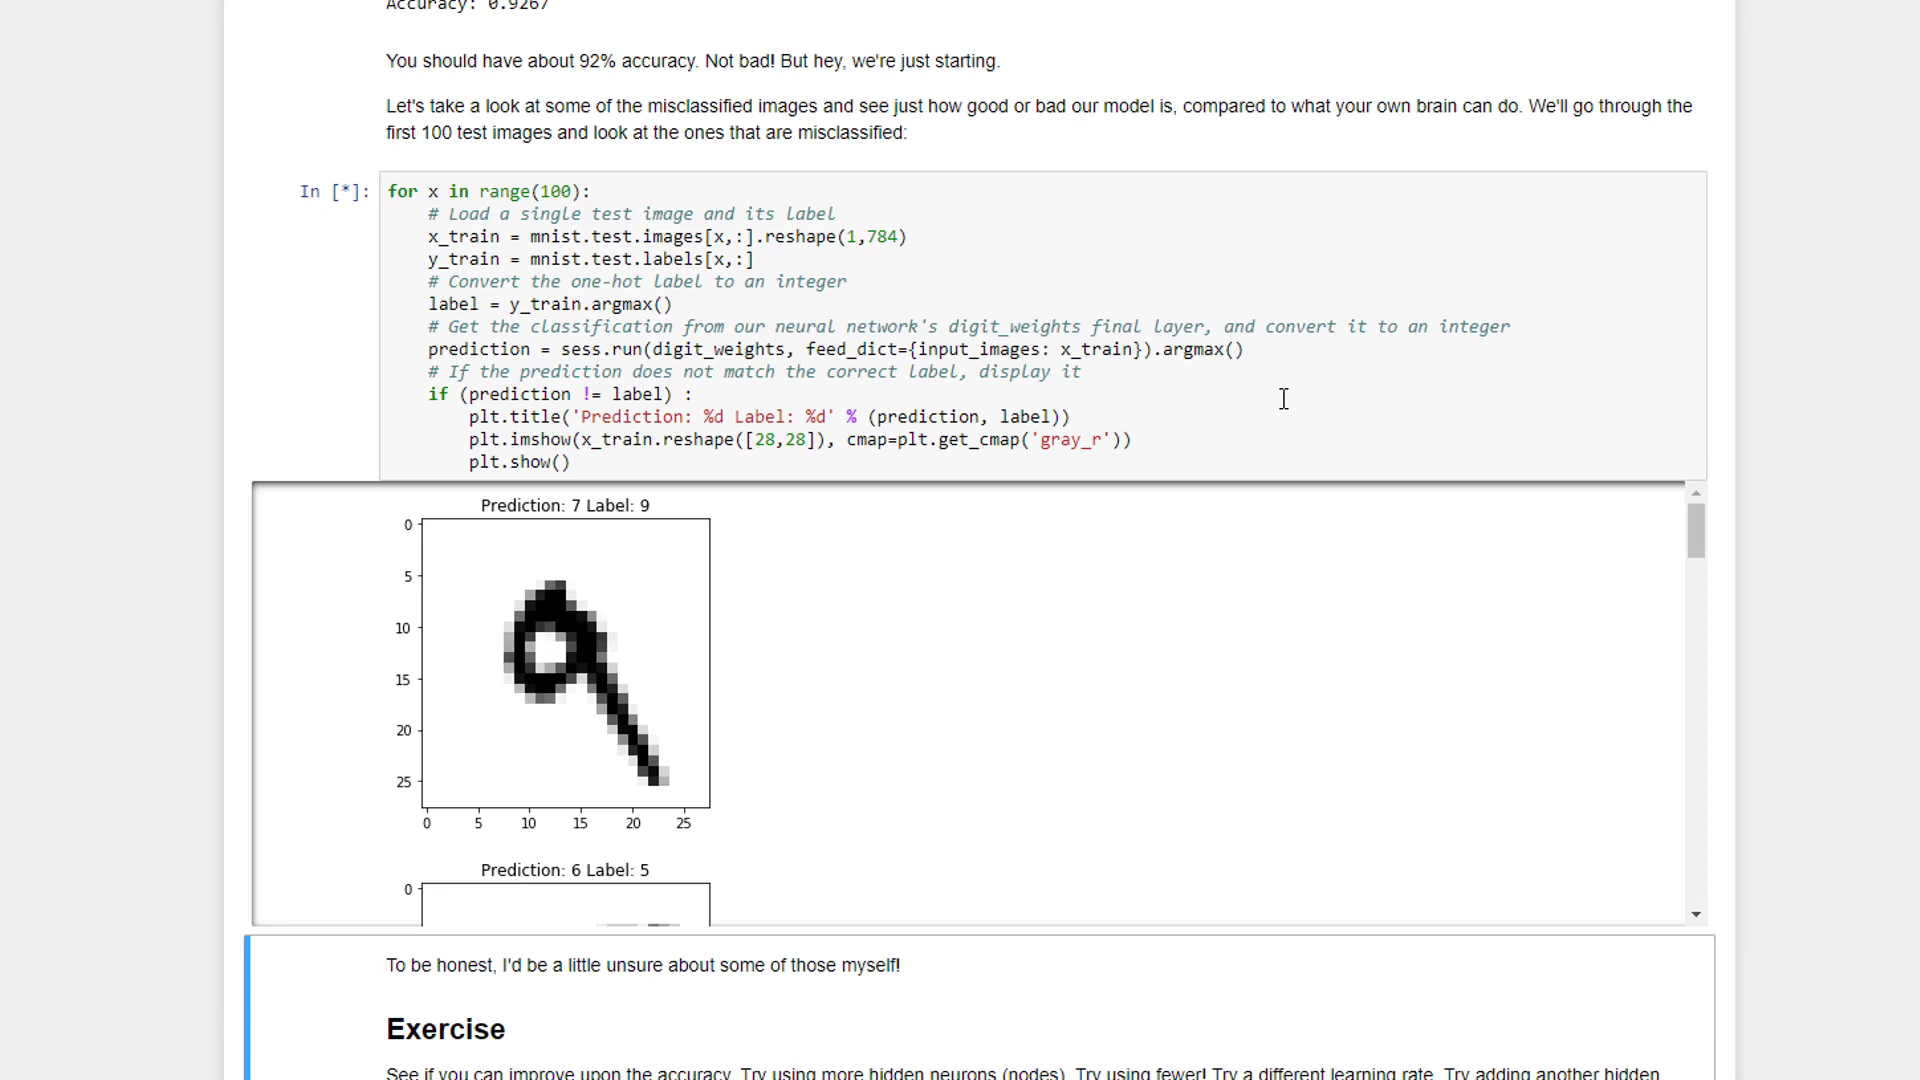 Accuracy: 0.9267
You should have about 92% accuracy. Not bad! But hey, we're just starting.
Let's take a look at some of the misclassified images and see just how good or bad our model is, compared to what your own brain can do. We'll go through the
first 100 test images and look at the ones that are misclassified:
In [*]:
for x in range(100):
    # Load a single test image and its label
    x_train = mnist.test.images[x,:].reshape(1,784)
    y_train = mnist.test.labels[x,:]
    # Convert the one-hot label to an integer
    label = y_train.argmax()
    # Get the classification from our neural network's digit_weights final layer, and convert it to an integer
    prediction = sess.run(digit_weights, feed_dict={input_images: x_train}).argmax()
    # If the prediction does not match the correct label, display it
    if (prediction != label) :
        plt.title('Prediction: %d Label: %d' % (prediction, label))
        plt.imshow(x_train.reshape([28,28]), cmap=plt.get_cmap('gray_r'))
        plt.show()
Prediction: 7 Label: 9
0
5
10
15
20
25
0 5 10 15 20 25
Prediction: 6 Label: 5
0
To be honest, I'd be a little unsure about some of those myself!
Exercise
See if you can improve upon the accuracy. Try using more hidden neurons (nodes). Try using fewer! Try a different learning rate. Try adding another hidden